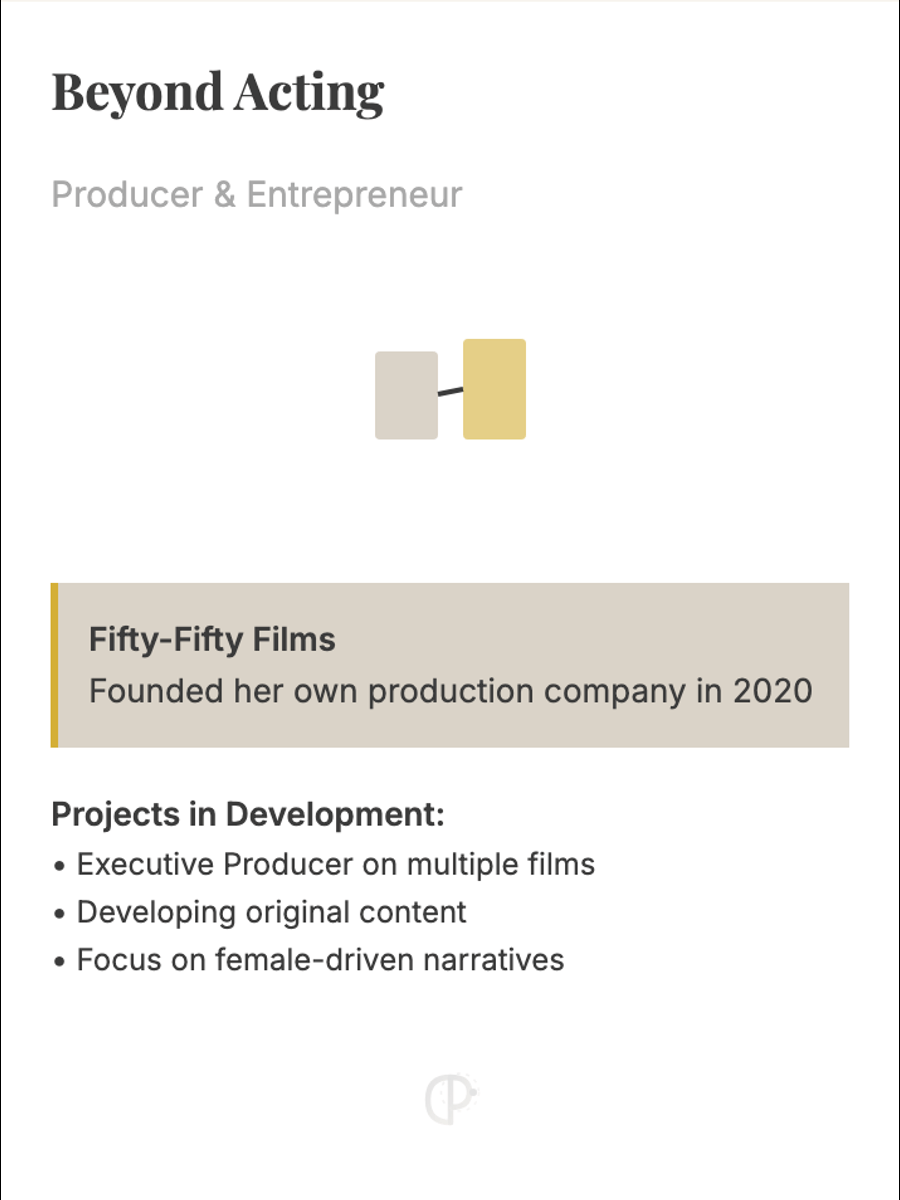 Beyond Acting
Producer & Entrepreneur
Fifty-Fifty Films
Founded her own production company in 2020
Projects in Development:
• Executive Producer on multiple films
• Developing original content
• Focus on female-driven narratives